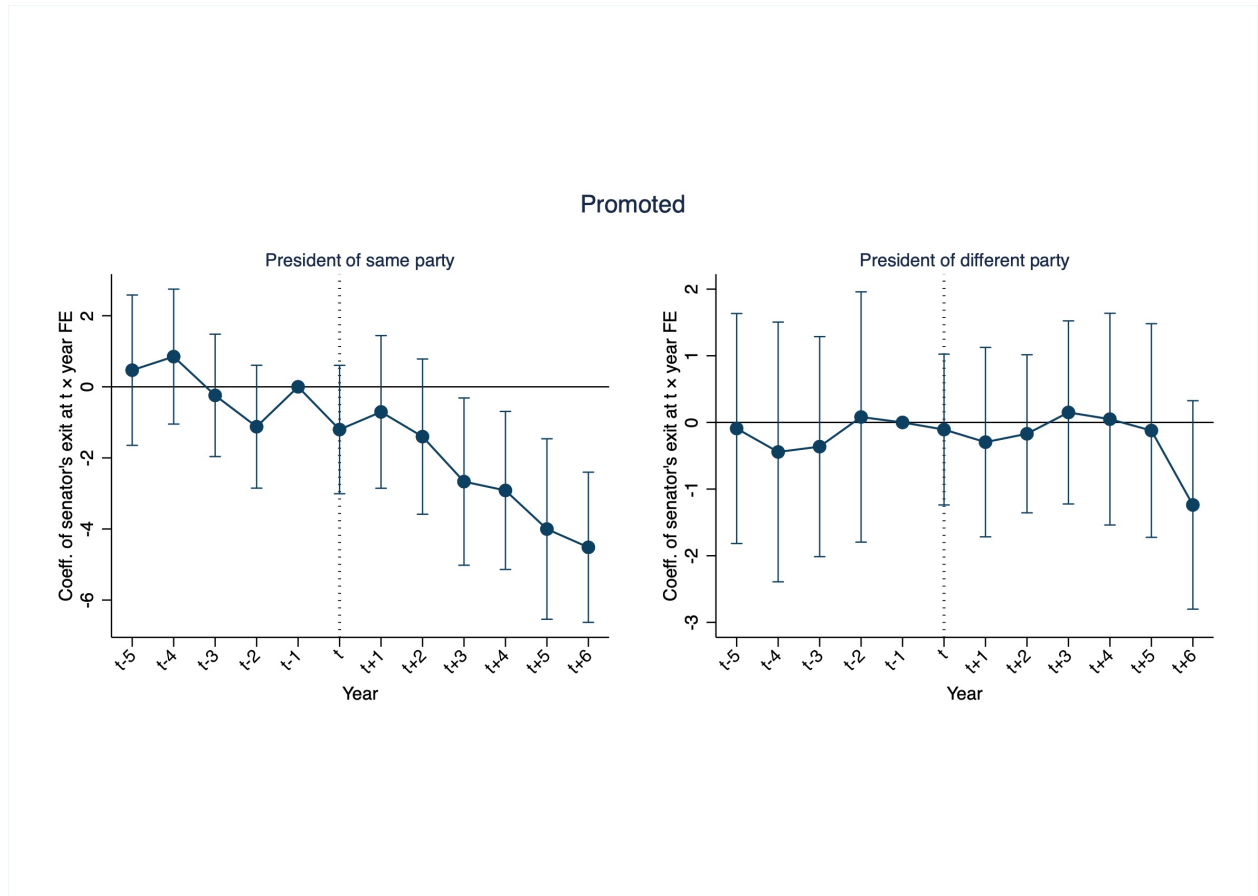 Promoted
President of same party
Coeff. of senator's exit at t × year FE
2
0
-2
-4
-6
t-5
t-4
t-3
t-2
t-1
t
t+1
t+2
t+3
t+4
t+5
t+6
Year
President of different party
Coeff. of senator's exit at t × year FE
2
1
0
-1
-2
-3
t-5
t-4
t-3
t-2
t-1
t
t+1
t+2
t+3
t+4
t+5
t+6
Year